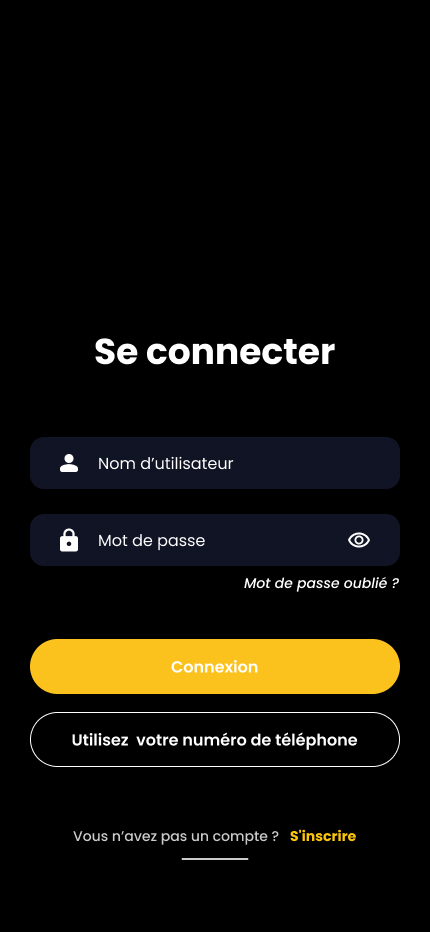 Se connecter
Nom d’utilisateur
Mot de passe
Mot de passe oublié ?
Connexion
Utilisez  votre numéro de téléphone
Vous n’avez pas un compte ?   S'inscrire